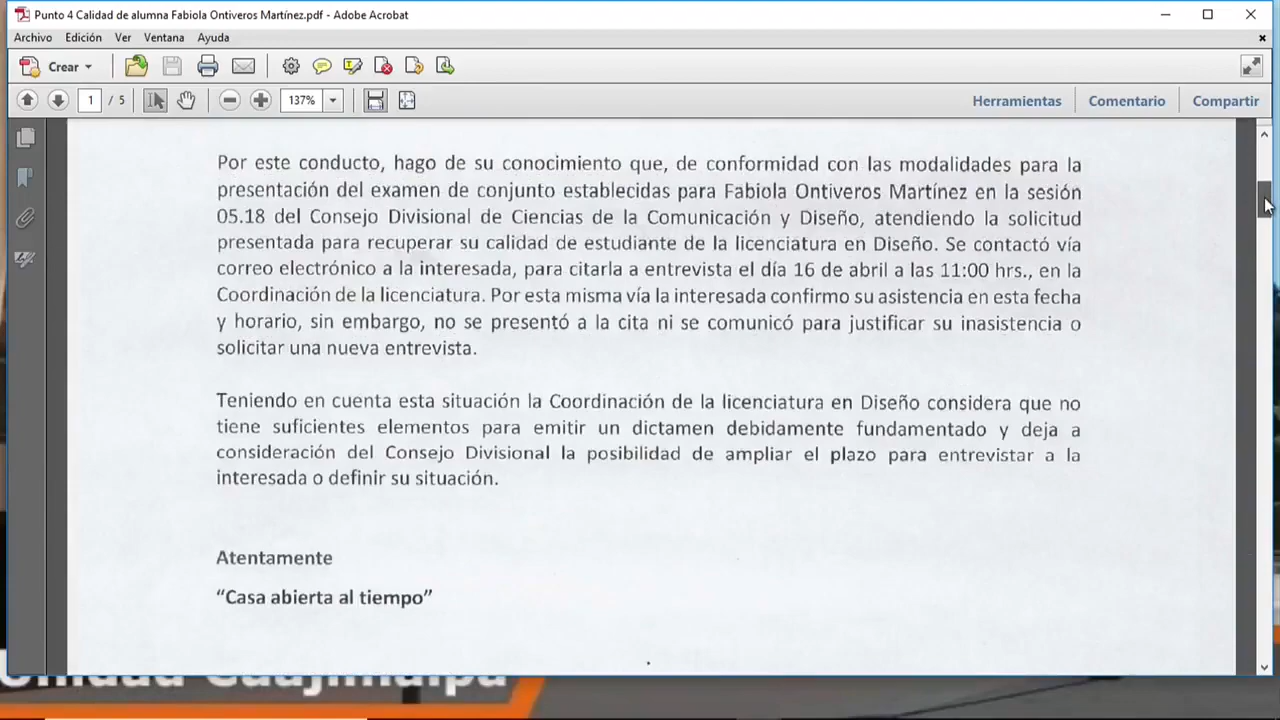 Punto 4 Calidad de alumna Fabiola Ontiveros Martínez.pdf - Adobe Acrobat
Archivo Edición Ver Ventana Ayuda
Crear
1 / 5 137% Herramientas Comentario Compartir
Por este conducto, hago de su conocimiento que, de conformidad con las modalidades para la
presentación del examen de conjunto establecidas para Fabiola Ontiveros Martínez en la sesión
05.18 del Consejo Divisional de Ciencias de la Comunicación y Diseño, atendiendo la solicitud
presentada para recuperar su calidad de estudiante de la licenciatura en Diseño. Se contactó vía
correo electrónico a la interesada, para citarla a entrevista el día 16 de abril a las 11:00 hrs., en la
Coordinación de la licenciatura. Por esta misma vía la interesada confirmo su asistencia en esta fecha
y horario, sin embargo, no se presentó a la cita ni se comunicó para justificar su inasistencia o
solicitar una nueva entrevista.
Teniendo en cuenta esta situación la Coordinación de la licenciatura en Diseño considera que no
tiene suficientes elementos para emitir un dictamen debidamente fundamentado y deja a
consideración del Consejo Divisional la posibilidad de ampliar el plazo para entrevistar a la
interesada o definir su situación.
Atentamente
“Casa abierta al tiempo”
Unidad Cuajimalpa